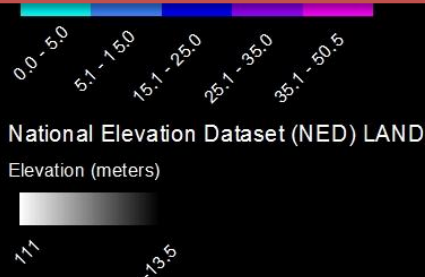 0.0 - 5.0
5.1 - 15.0
15.1 - 25.0
25.1 - 35.0
35.1 - 50.5
National Elevation Dataset (NED) LAND
Elevation (meters)
111
-13.5